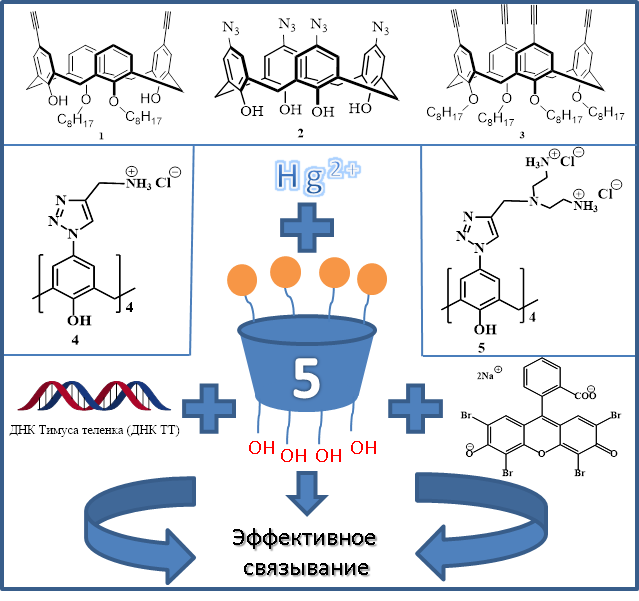 N₃ N₃ N₃ N₃
OH O O HO
C₈H₁₇ C₈H₁₇
1
OH OH OH HO
2
O O O O
C₈H₁₇ C₈H₁₇ C₈H₁₇ C₈H₁₇
3
⊕NH₃ Cl⊖
N
N
N
OH
4
4
Hg²⁺
H₃N⊕ Cl⊖
N
⊕NH₃ Cl⊖
N
N
N
OH
4
5
5
ДНК Тимуса теленка (ДНК ТТ)
OH OH OH OH
2Na⊕
COO⊖
Br Br
⊖O O O
Br Br
Эффективное
связывание